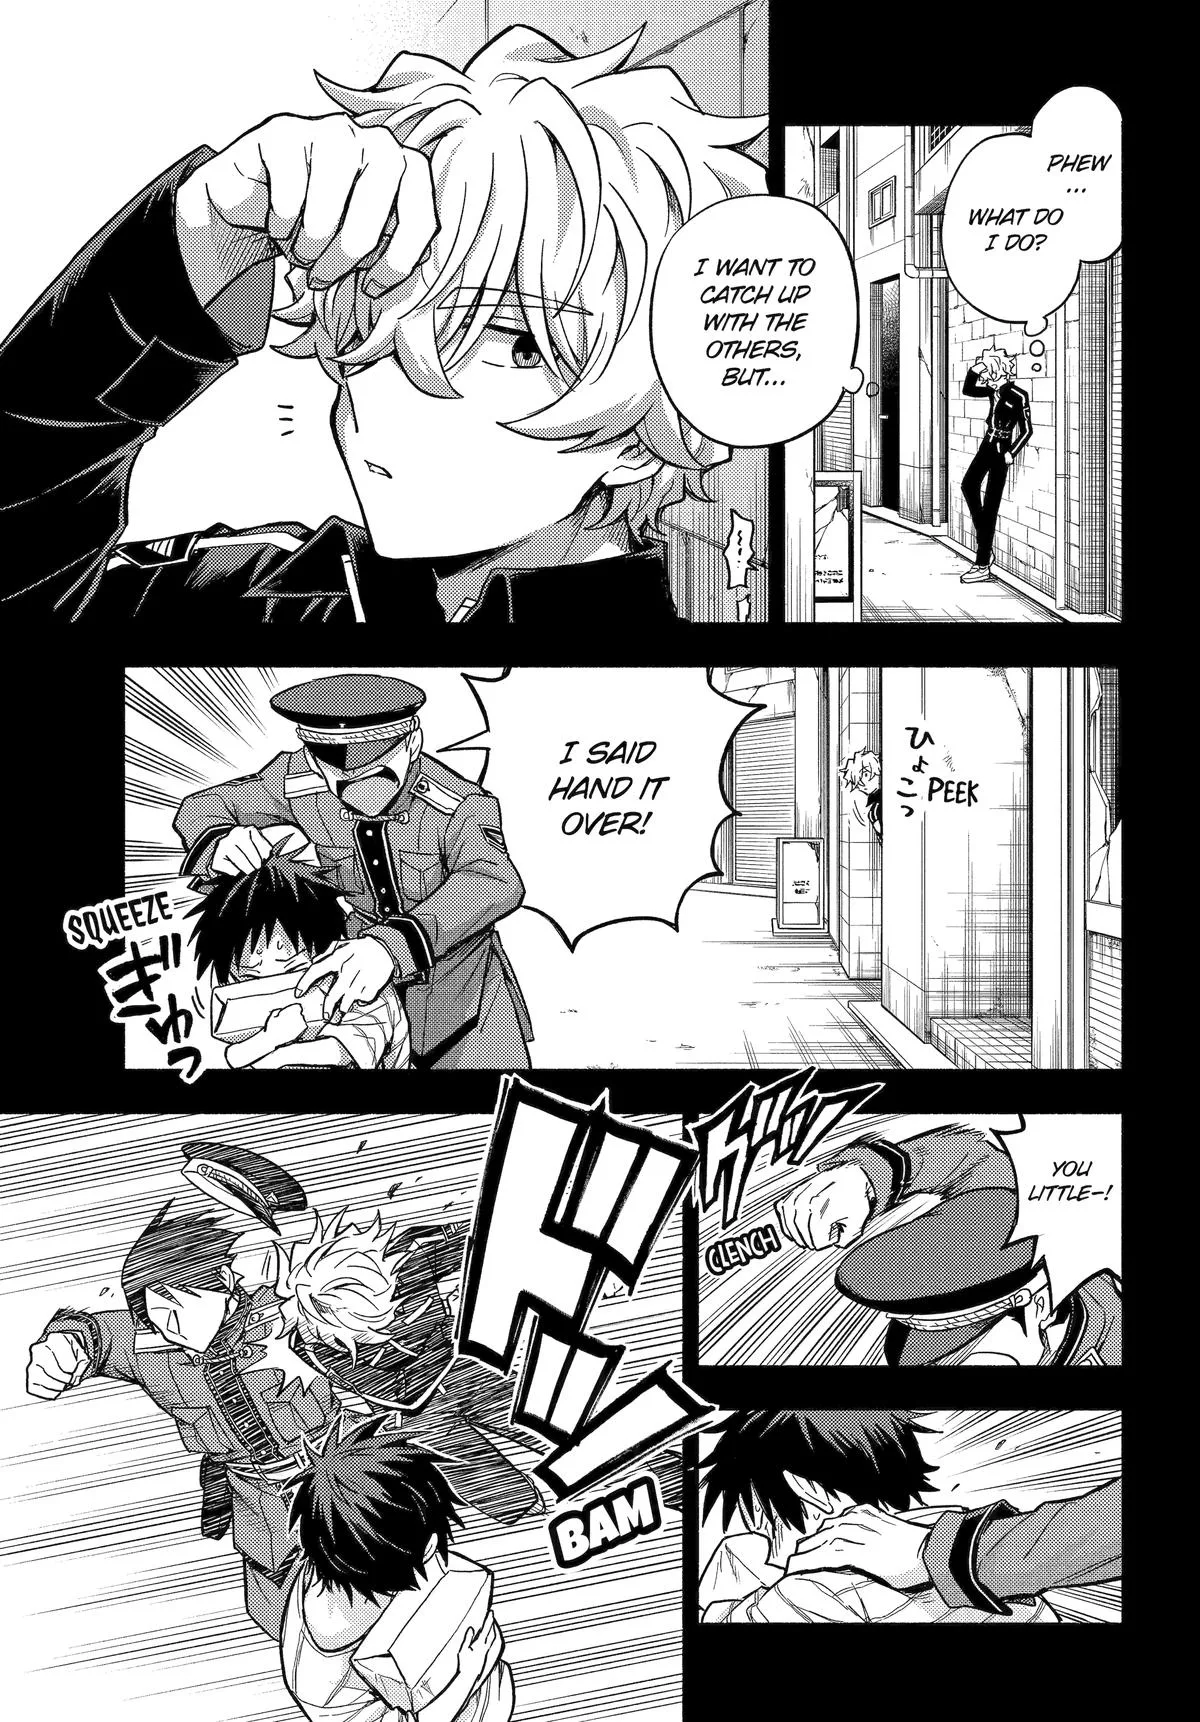 PHEW
...
WHAT DO
I DO?
I WANT TO
CATCH UP
WITH THE
OTHERS,
BUT...
ひょこっ
PEEK
I SAID
HAND IT
OVER!
SQUEEZE
ぎゅっ
YOU
LITTLE-!
CLENCH
BAM